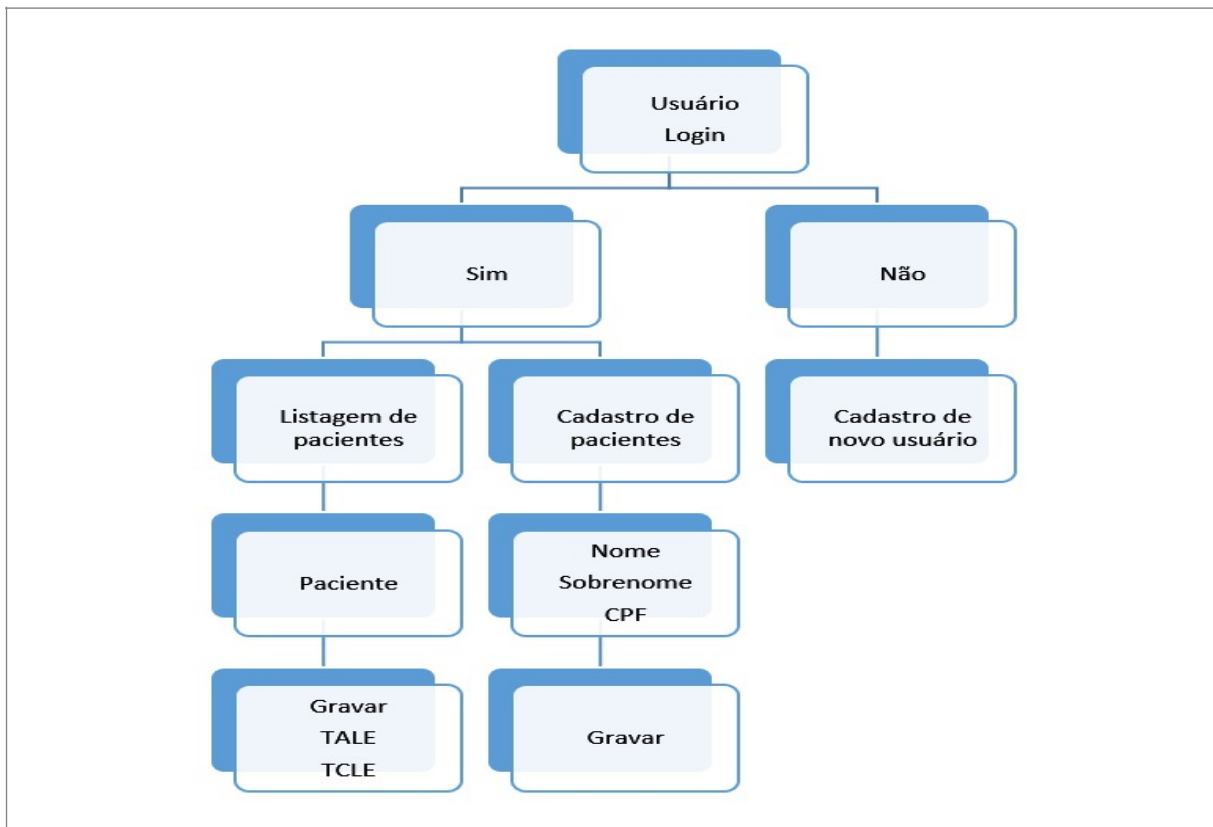 Usuário
Login
Sim
Não
Listagem de
pacientes
Cadastro de
pacientes
Cadastro de
novo usuário
Paciente
Nome
Sobrenome
CPF
Gravar
TALE
TCLE
Gravar